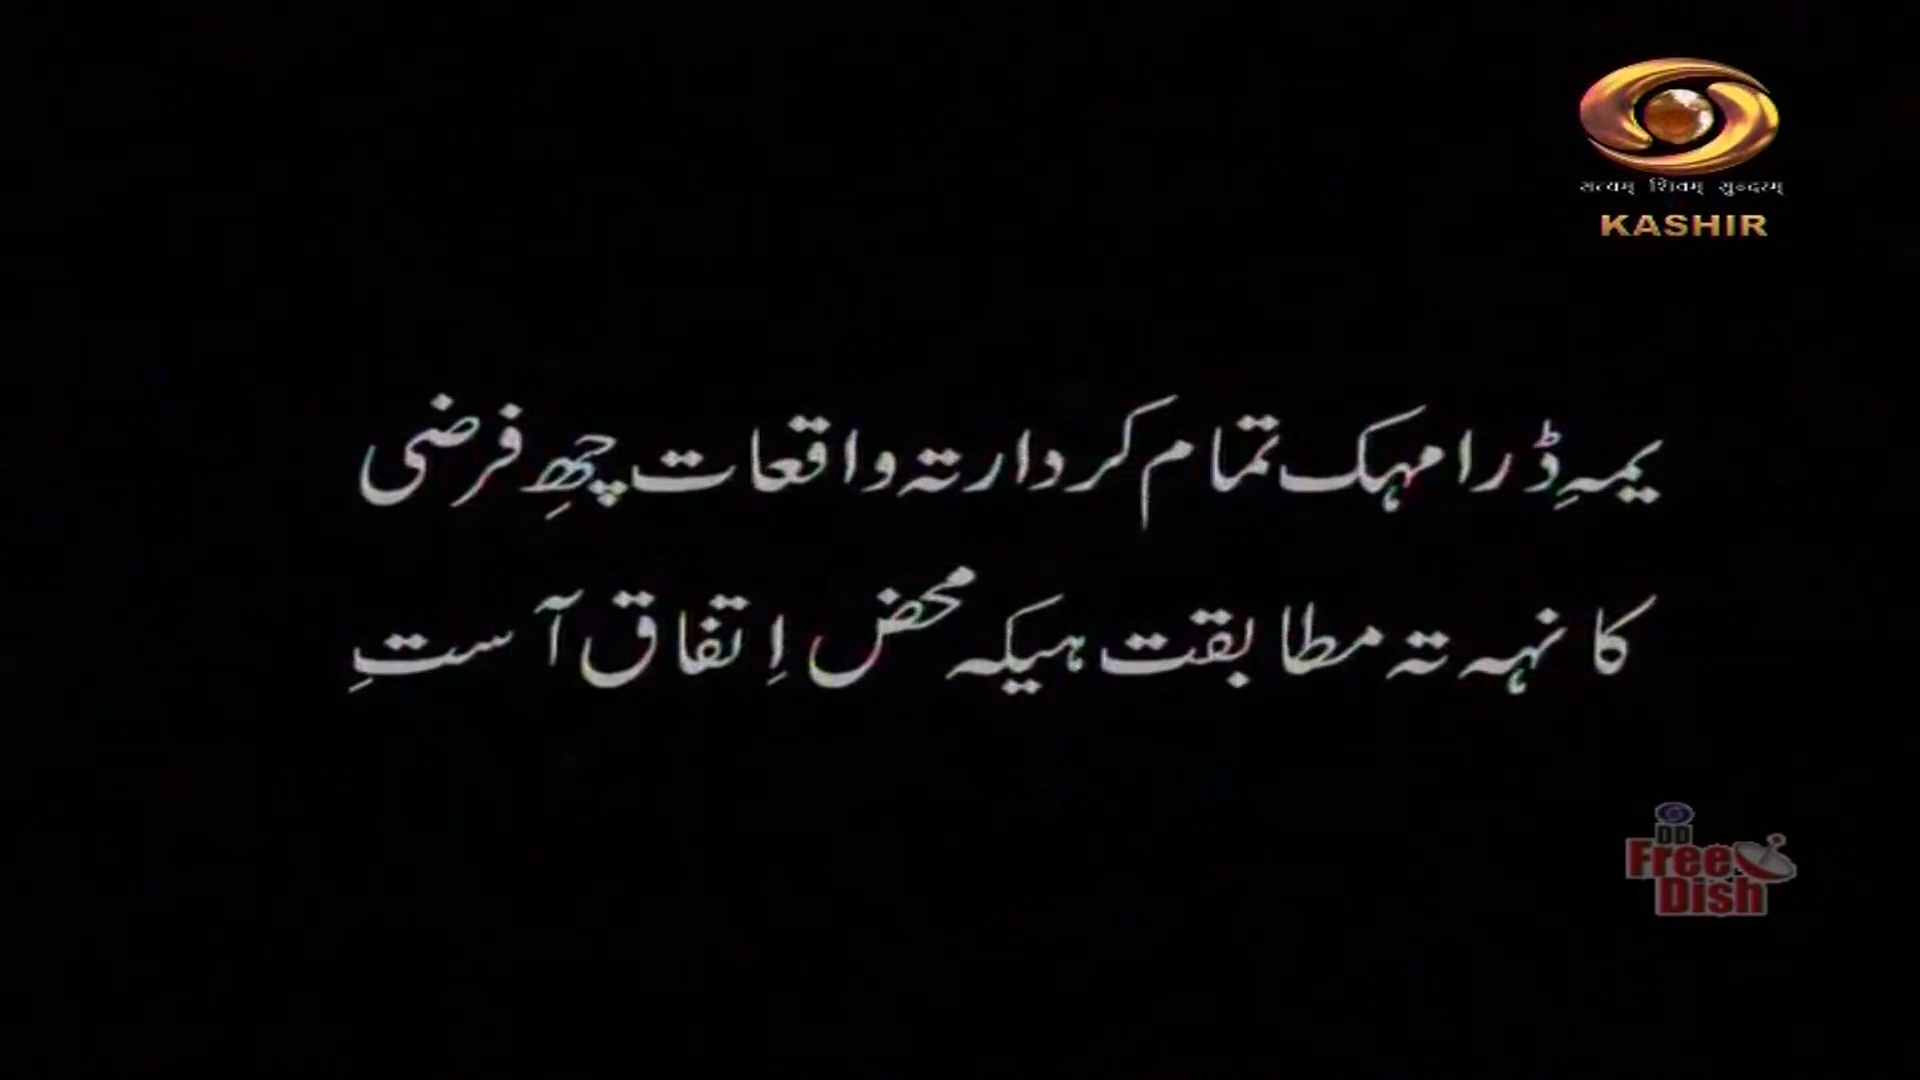 सत्यम् शिवम् सुन्दरम्
KASHIR
یمہِ ڈرامہک تمام کردار تہ واقعات چھِ فرضی
کانہہ تہ مطابقت ہیکہ محض اِتفاق آستِ
DD
Free
Dish